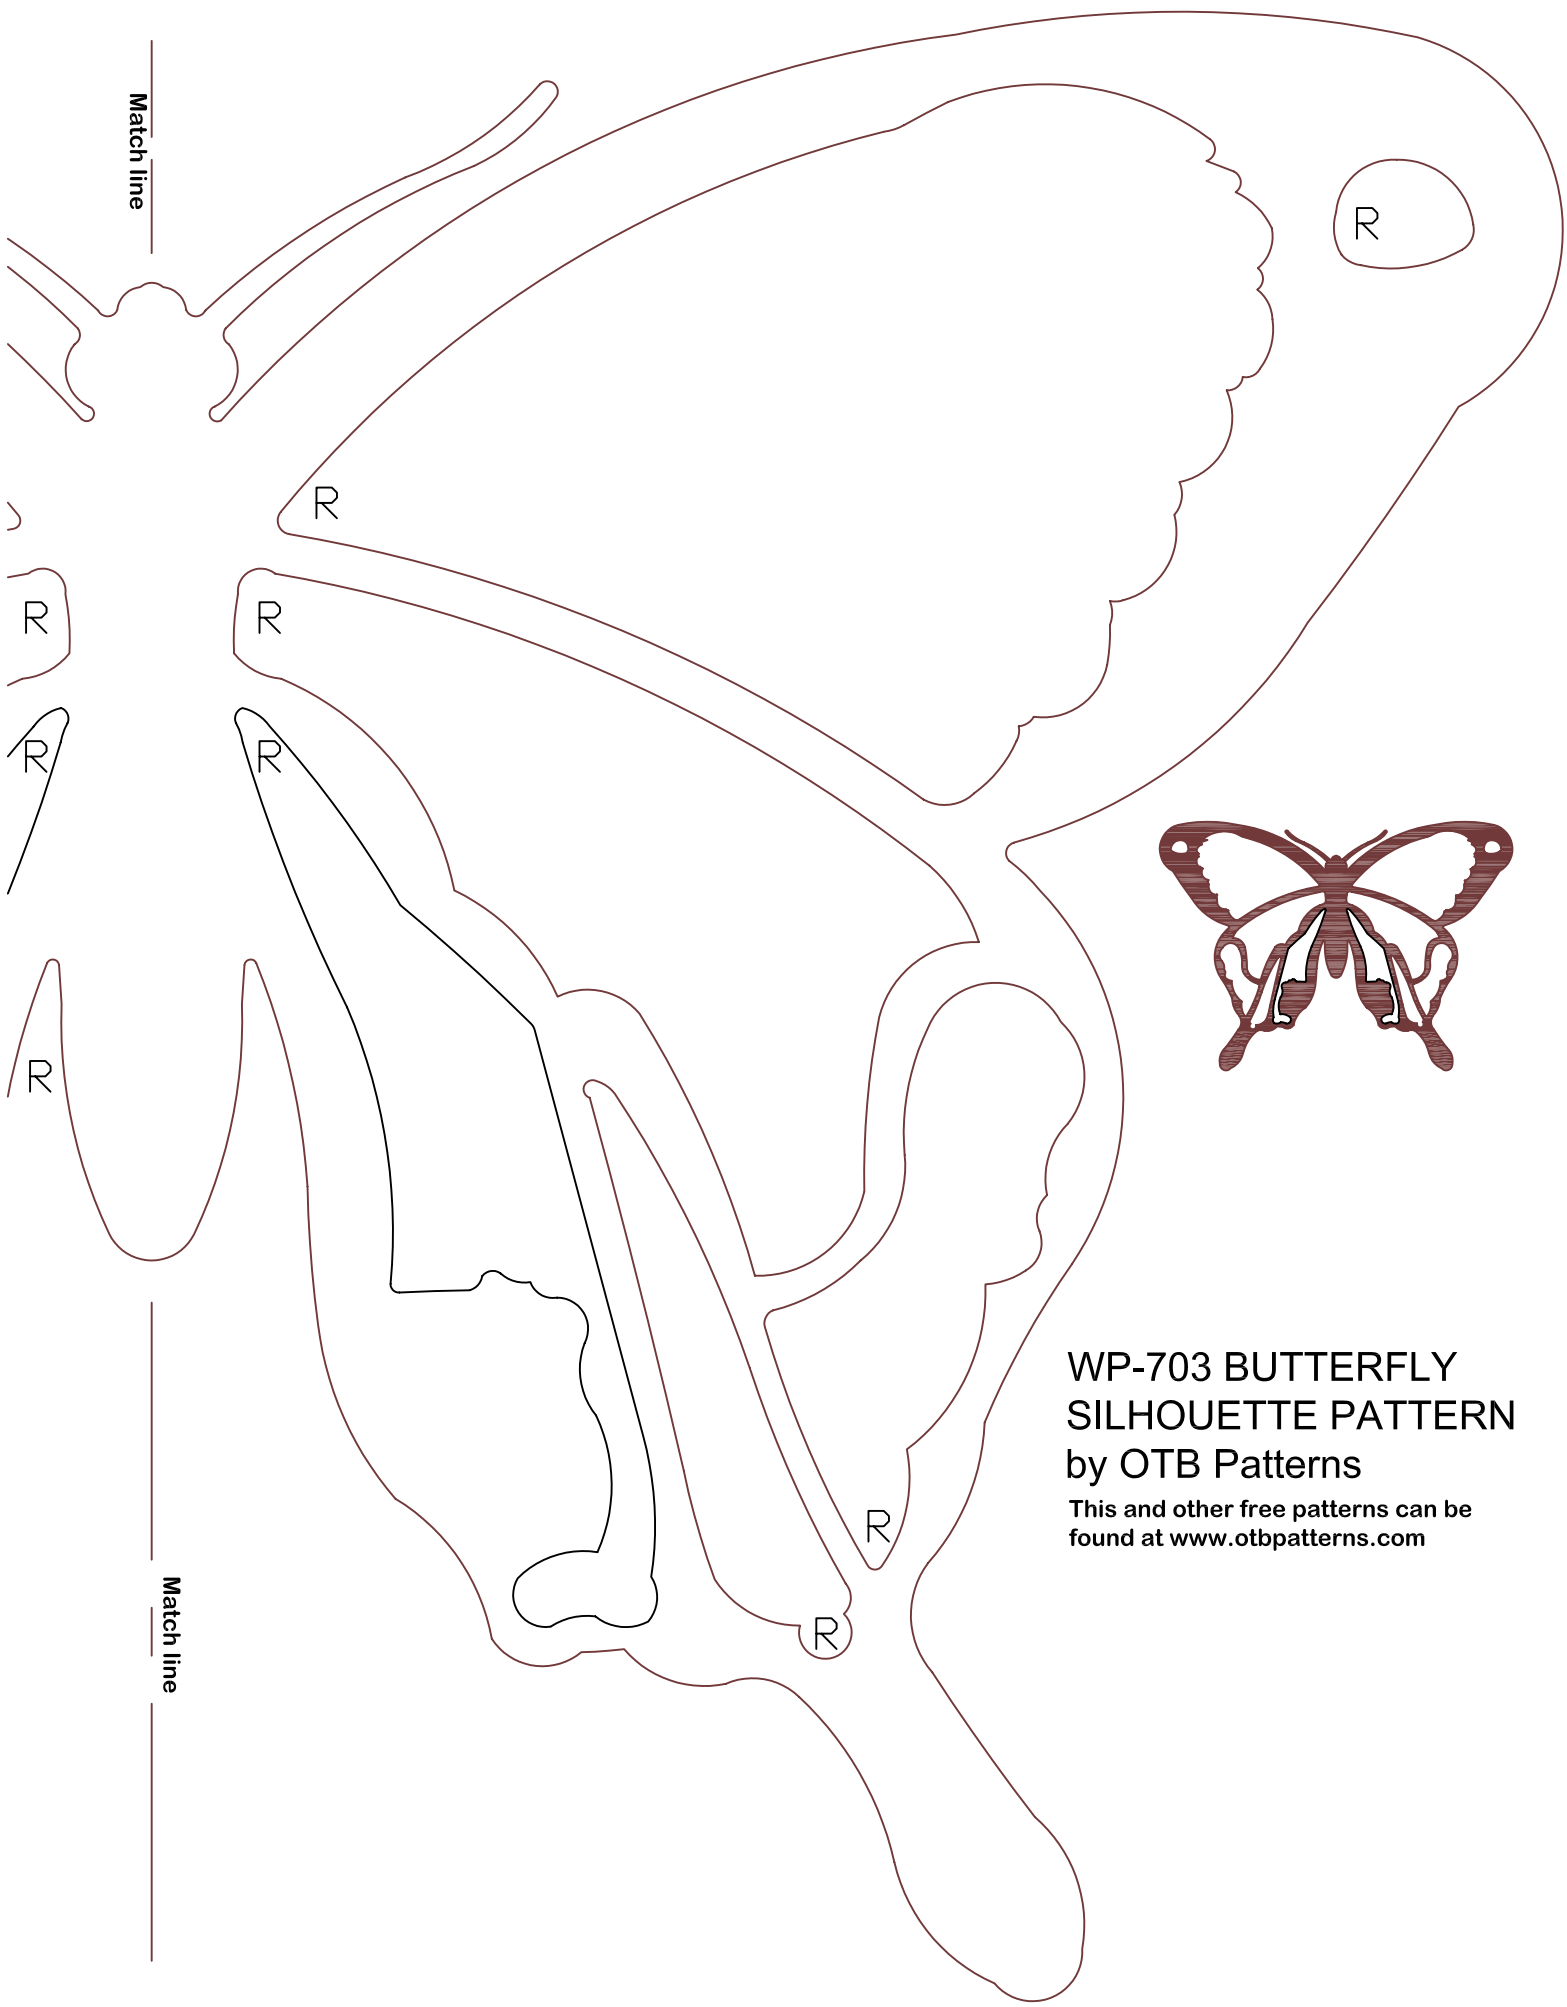 Match line
R
R
R
R
R
R
R
R
WP-703 BUTTERFLY
SILHOUETTE PATTERN
by OTB Patterns
This and other free patterns can be
found at www.otbpatterns.com
R
R
Match line